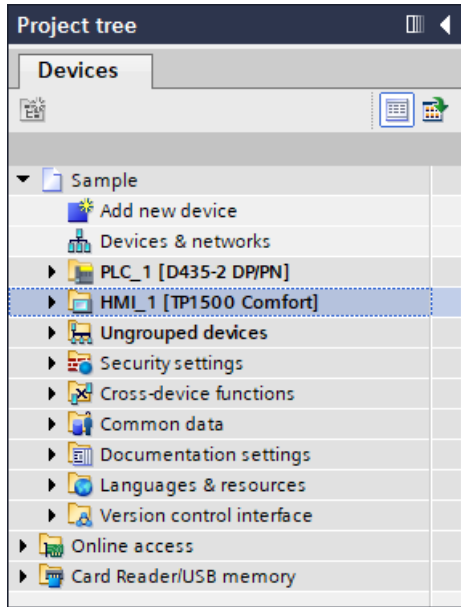 Project tree
Devices
Sample
Add new device
Devices & networks
PLC_1 [D435-2 DP/PN]
HMI_1 [TP1500 Comfort]
Ungrouped devices
Security settings
Cross-device functions
Common data
Documentation settings
Languages & resources
Version control interface
Online access
Card Reader/USB memory